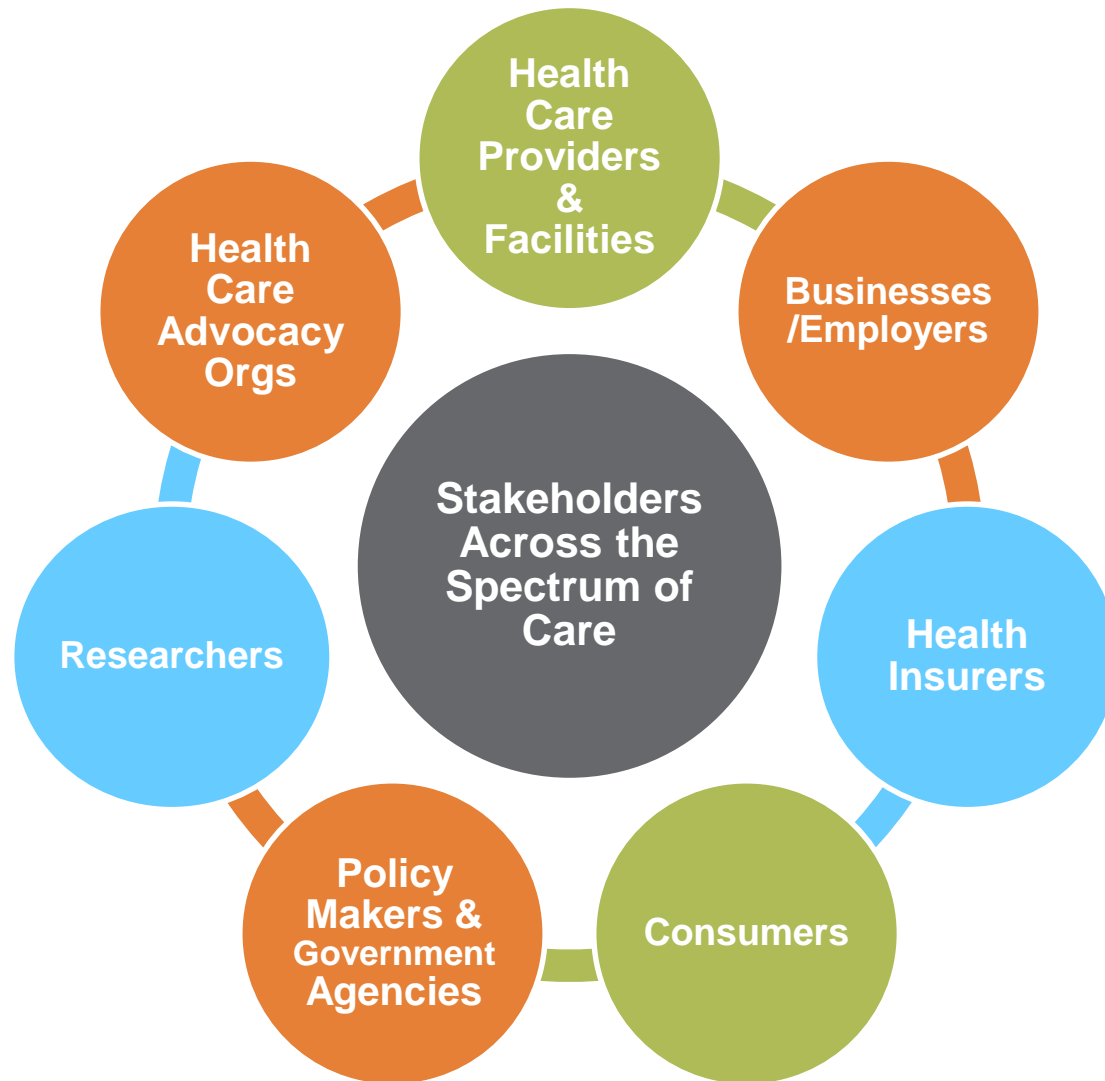 Health
Care
Providers
&
Facilities
Businesses
/Employers
Health
Insurers
Consumers
Policy
Makers &
Government
Agencies
Researchers
Health
Care
Advocacy
Orgs
Stakeholders
Across the
Spectrum of
Care